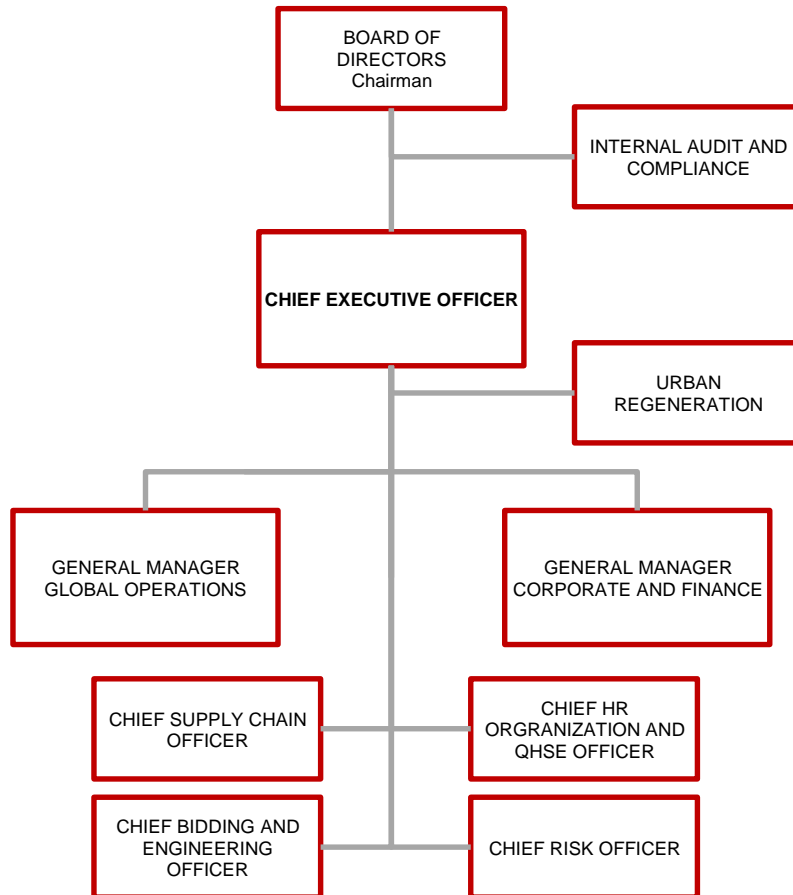 BOARD OF
DIRECTORS
Chairman
INTERNAL AUDIT AND
COMPLIANCE
CHIEF EXECUTIVE OFFICER
URBAN
REGENERATION
GENERAL MANAGER
GLOBAL OPERATIONS
GENERAL MANAGER
CORPORATE AND FINANCE
CHIEF SUPPLY CHAIN
OFFICER
CHIEF HR
ORGRANIZATION AND
QHSE OFFICER
CHIEF BIDDING AND
ENGINEERING
OFFICER
CHIEF RISK OFFICER